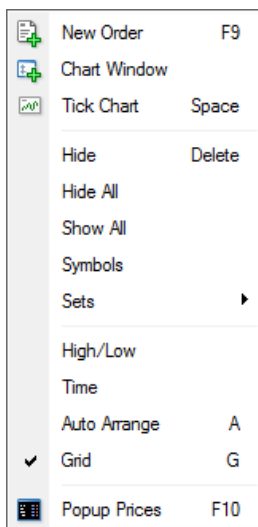 New Order F9
Chart Window
Tick Chart Space
Hide Delete
Hide All
Show All
Symbols
Sets
High/Low
Time
Auto Arrange A
Grid G
Popup Prices F10